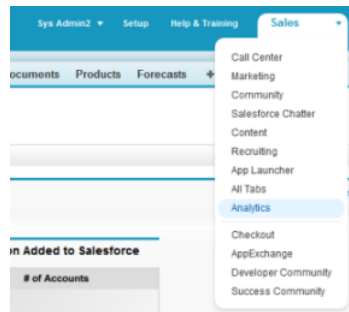 Sys Admin2 Setup Help & Training Sales
ocuments Products Forecasts +
Call Center
Marketing
Community
Salesforce Chatter
Content
Recruiting
App Launcher
All Tabs
Analytics
Checkout
AppExchange
Developer Community
Success Community
on Added to Salesforce
# of Accounts